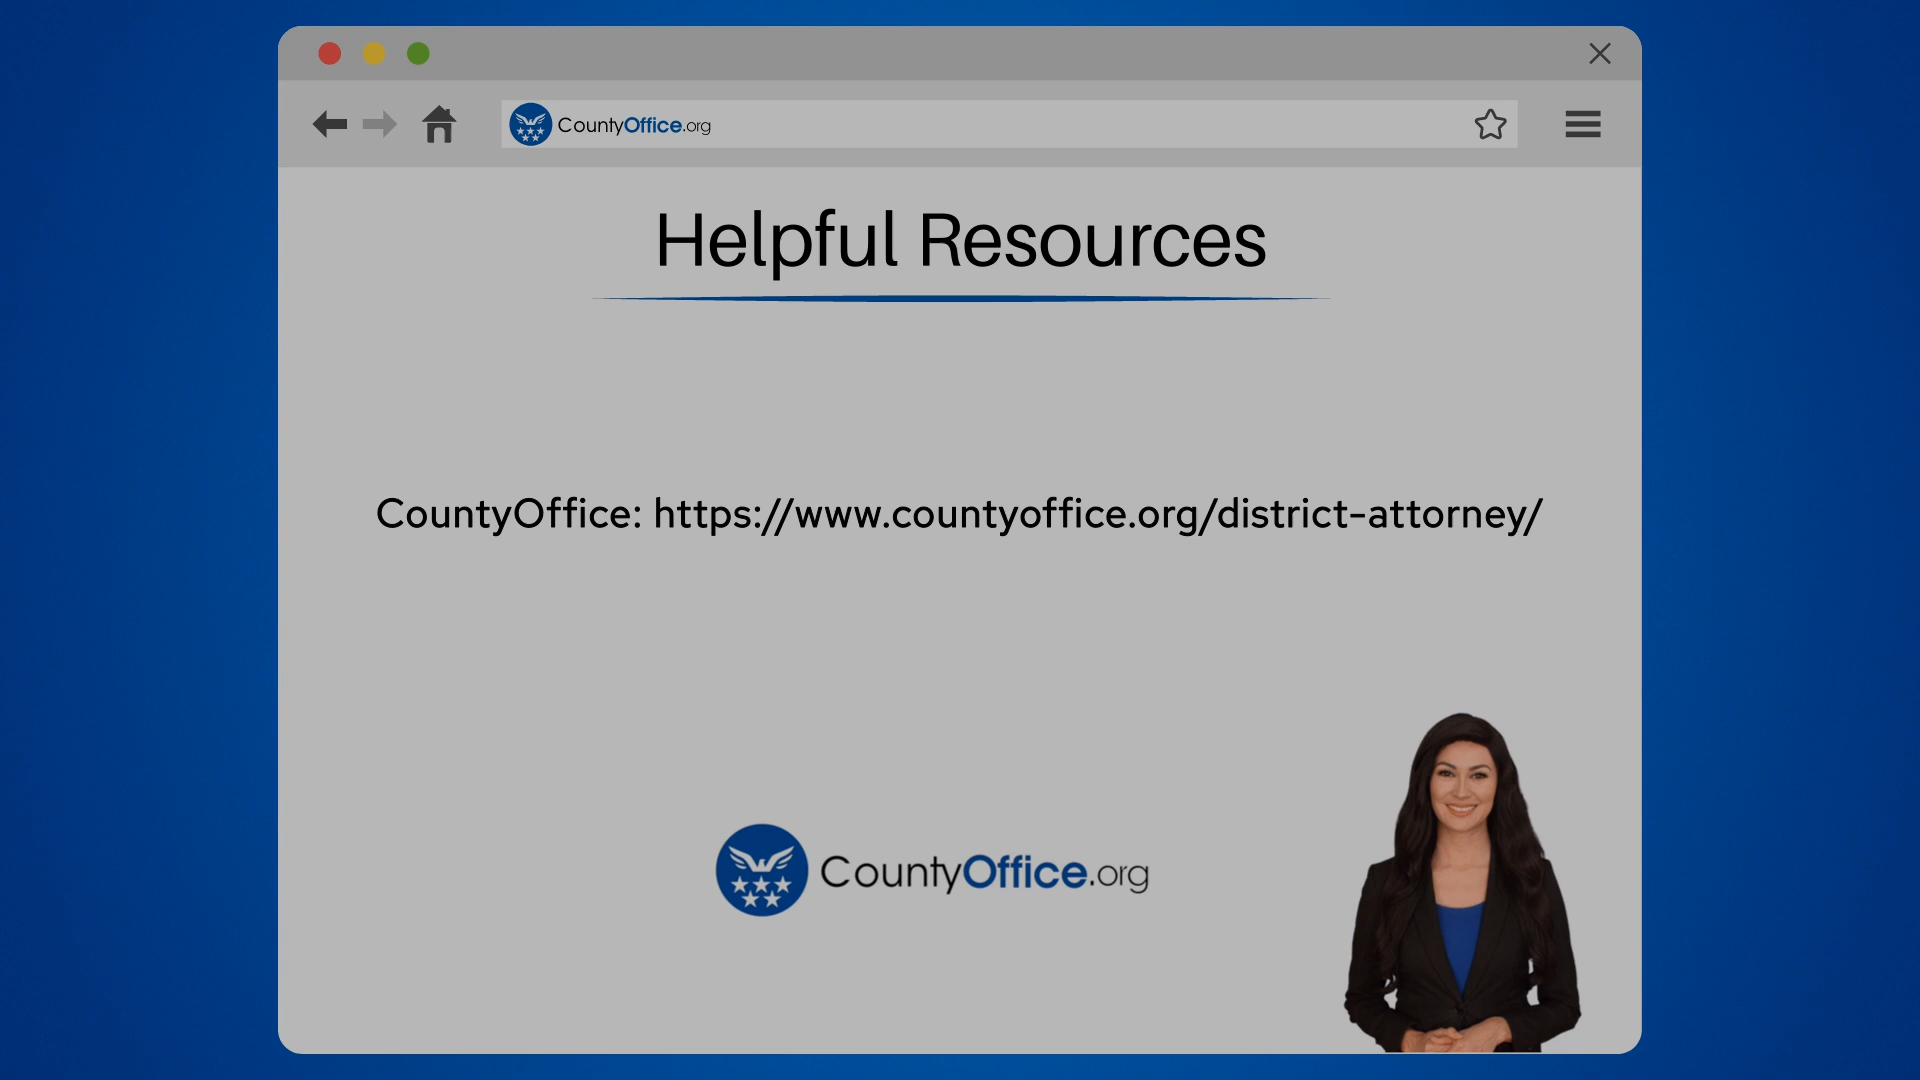 CountyOffice.org
Helpful Resources
CountyOffice: https://www.countyoffice.org/district-attorney/
CountyOffice.org